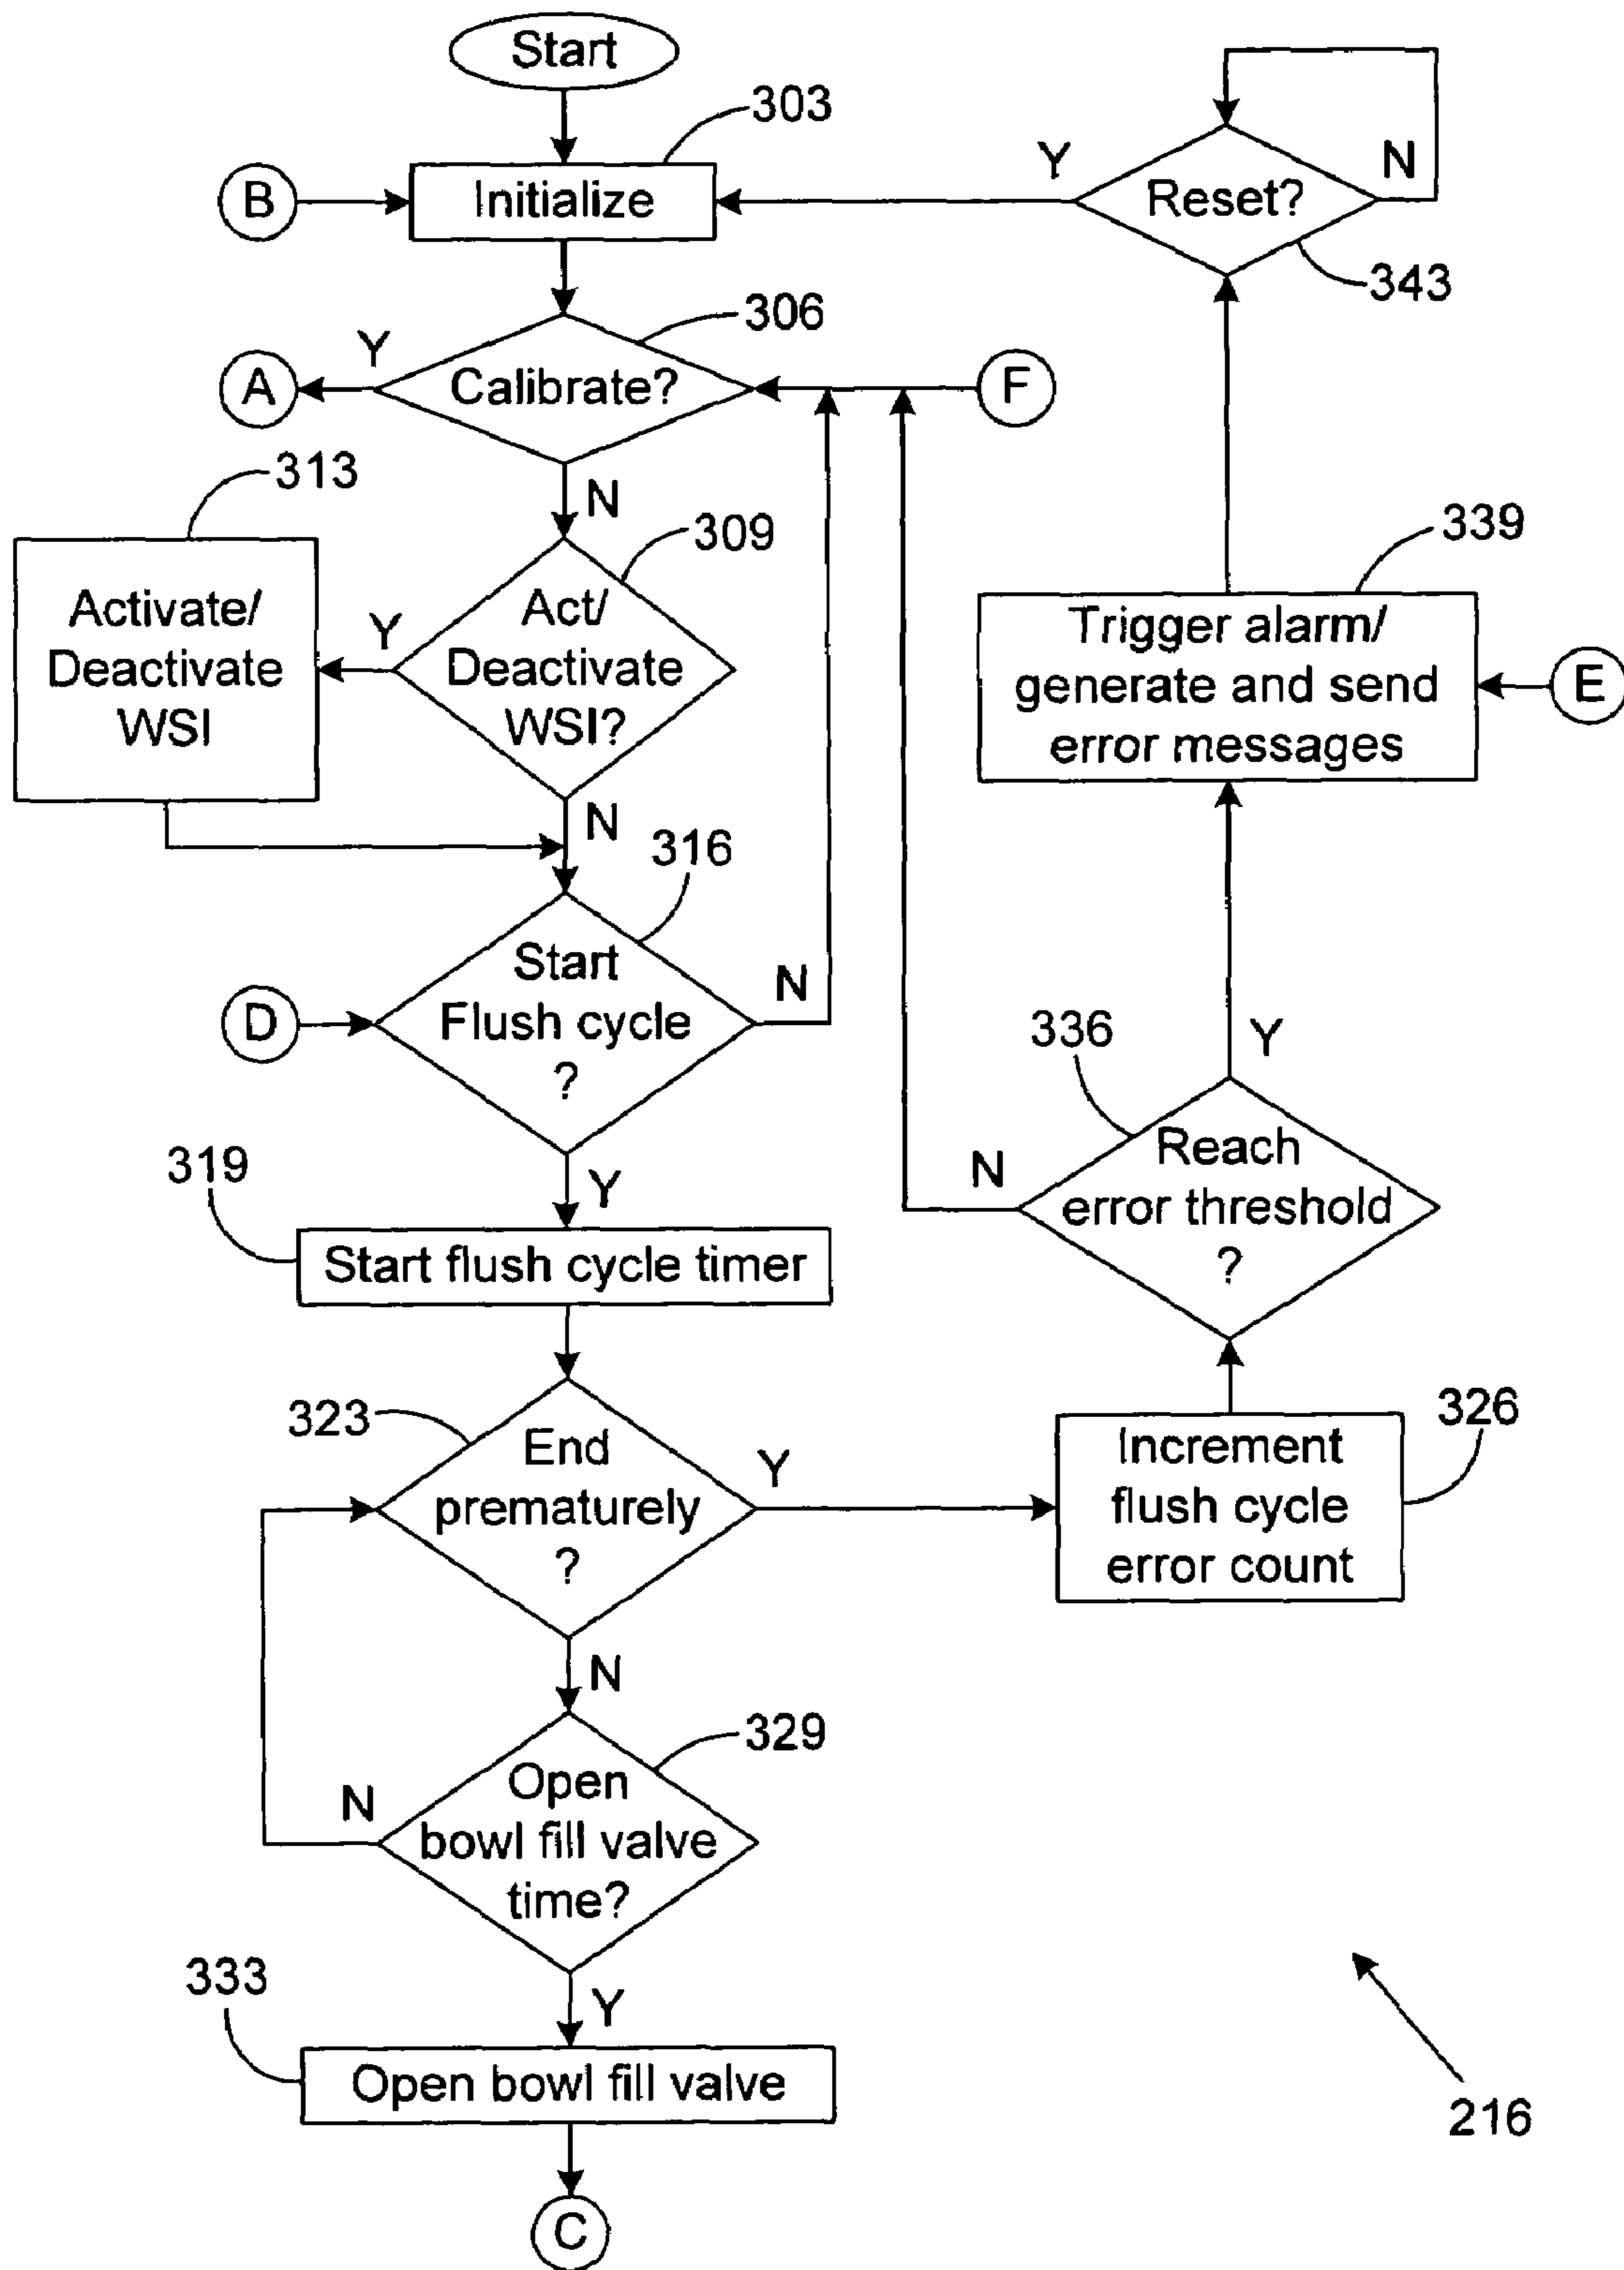 Start
303
B
Initialize
Y
Reset?
N
343
306
Y
A
Calibrate?
F
N
313
309
Activate/
Deactivate
WSI
Y
Act/
Deactivate
WSI?
N
339
Trigger alarm/
generate and send
error messages
E
316
D
Start
Flush cycle
?
N
Y
336
Y
N
Reach
error threshold
?
319
Start flush cycle timer
323
End
prematurely
?
Y
N
326
Increment
flush cycle
error count
329
N
Open
bowl fill valve
time?
Y
333
Open bowl fill valve
C
216